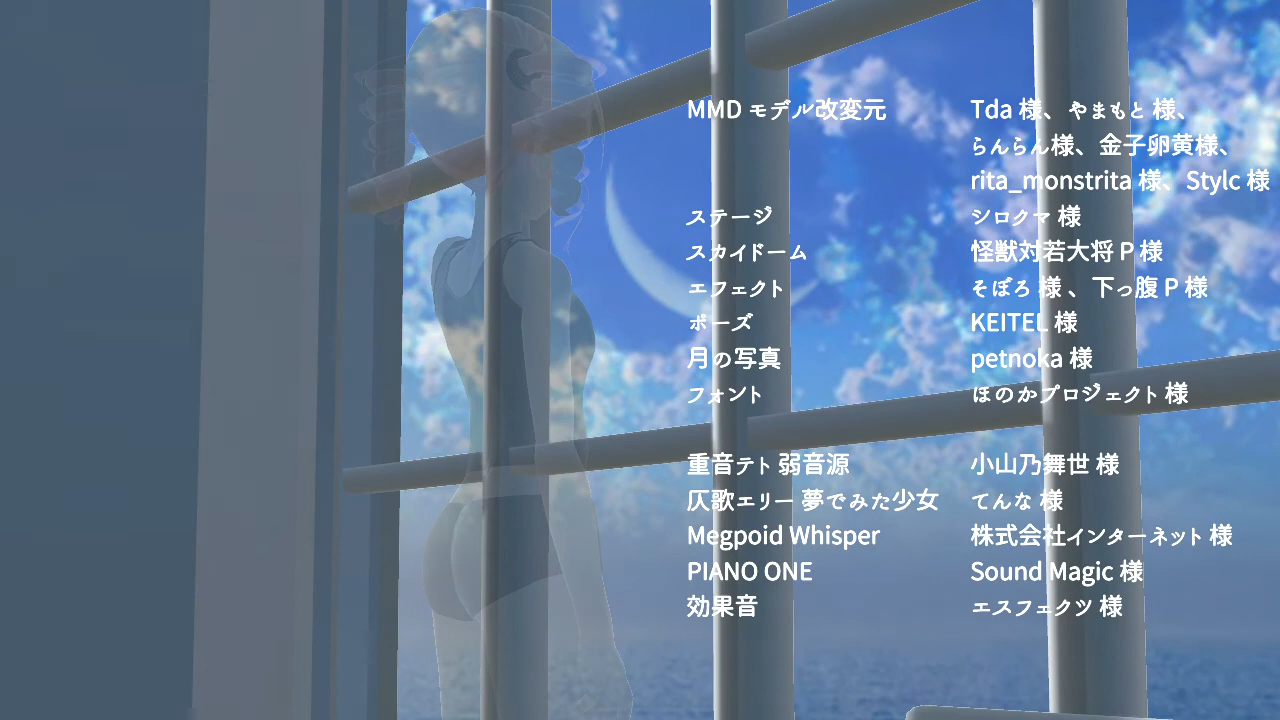 MMD モデル改変元 Tda 様、やまもと 様、
らんらん様、金子卵黄様、
rita_monstrita 様、Stylc 様
ステージ シロクマ 様
スカイドーム 怪獣対若大将 P 様
エフェクト そぼろ 様 、下っ腹 P 様
ポーズ KEITEL 様
月の写真 petnoka 様
フォント ほのかプロジェクト 様
重音テト 弱音源 小山乃舞世 様
仄歌エリー 夢でみた少女 てんな 様
Megpoid Whisper 株式会社インターネット 様
PIANO ONE Sound Magic 様
効果音 エスフェクツ 様